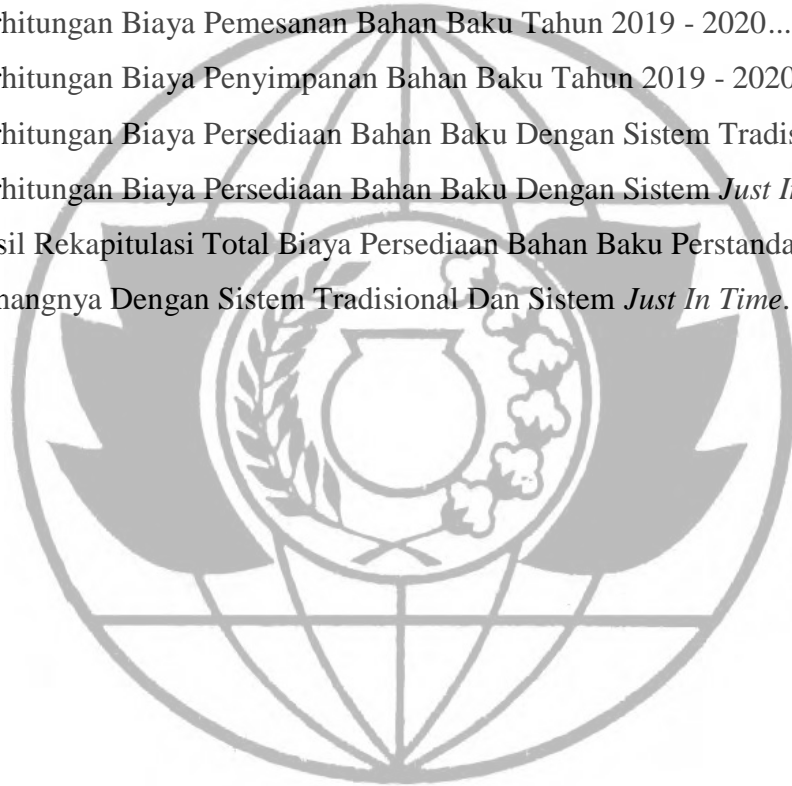 rhitungan Biaya Pemesanan Bahan Baku Tahun 2019 - 2020...
rhitungan Biaya Penyimpanan Bahan Baku Tahun 2019 - 2020
rhitungan Biaya Persediaan Bahan Baku Dengan Sistem Tradis
rhitungan Biaya Persediaan Bahan Baku Dengan Sistem Just I
sil Rekapitulasi Total Biaya Persediaan Bahan Baku Perstanda
nangnya Dengan Sistem Tradisional Dan Sistem Just In Time.